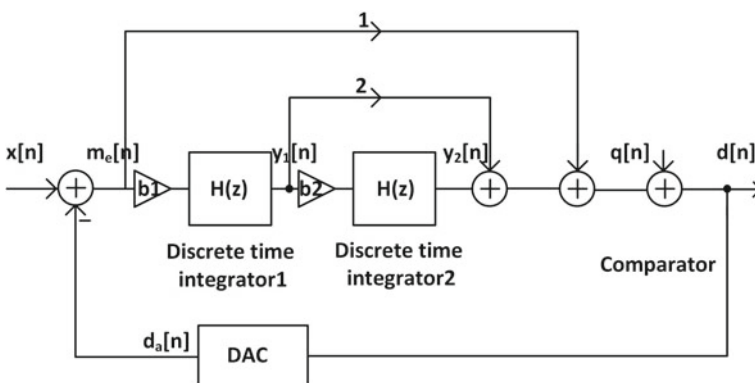 1
2
x[n]
mₑ[n]
y₁[n]
y₂[n]
q[n]
d[n]
b1
H(z)
b2
H(z)
Discrete time
integrator1
Discrete time
integrator2
Comparator
dₐ[n]
DAC